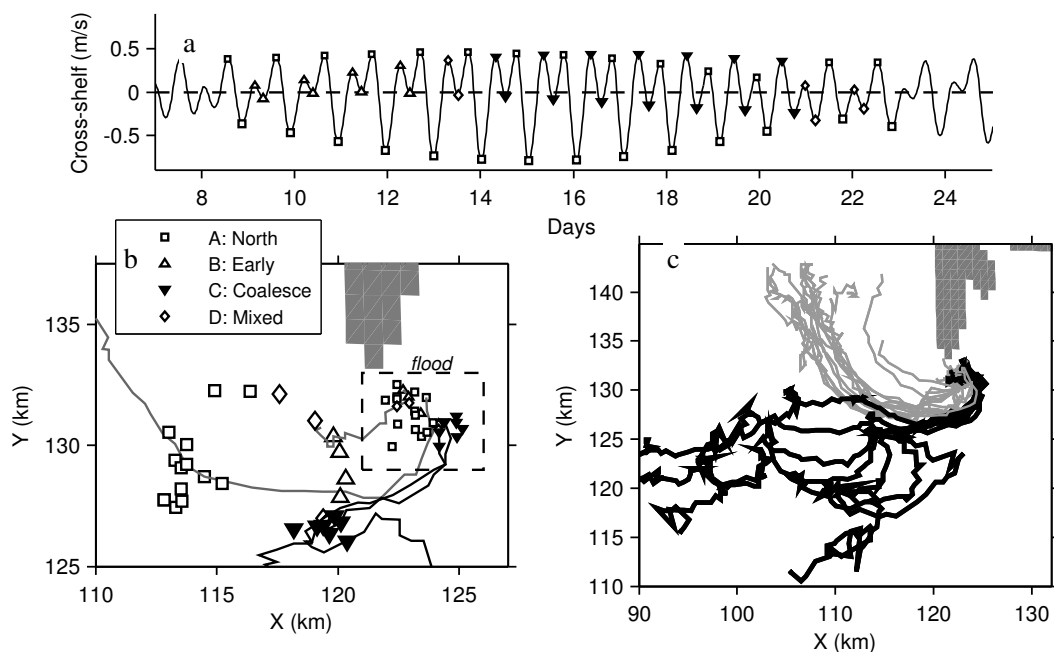 a
Cross-shelf (m/s)
0.5
0
-0.5
8 10 12 14 16 18 20 22 24
Days
b
A: North
B: Early
C: Coalesce
D: Mixed
flood
135
130
125
Y (km)
110 115 120 125
X (km)
c
140
135
130
125
120
115
110
Y (km)
90 100 110 120 130
X (km)